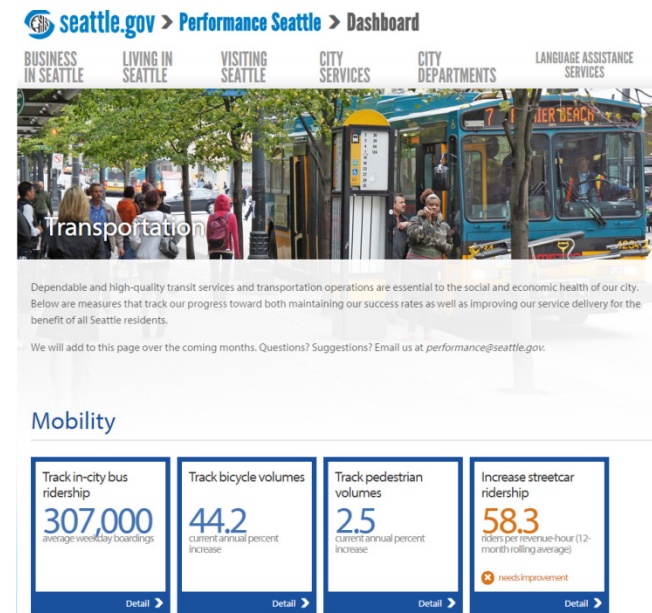 seattle.gov > Performance Seattle > Dashboard
BUSINESS IN SEATTLE
LIVING IN SEATTLE
VISITING SEATTLE
CITY SERVICES
CITY DEPARTMENTS
LANGUAGE ASSISTANCE SERVICES
7
Transportation
Dependable and high-quality transit services and transportation operations are essential to the social and economic health of our city.
Below are measures that track our progress toward both maintaining our success rates as well as improving our service delivery for the
benefit of all Seattle residents.
We will add to this page over the coming months. Questions? Suggestions? Email us at performance@seattle.gov.
Mobility
Track in-city bus
ridership
307,000
average weekday boardings
Detail
Track bicycle volumes
44.2
current annual percent
increase
Detail
Track pedestrian
volumes
2.5
current annual percent
increase
Detail
Increase streetcar
ridership
58.3
riders per revenue-hour (12-
month rolling average)
needs improvement
Detail